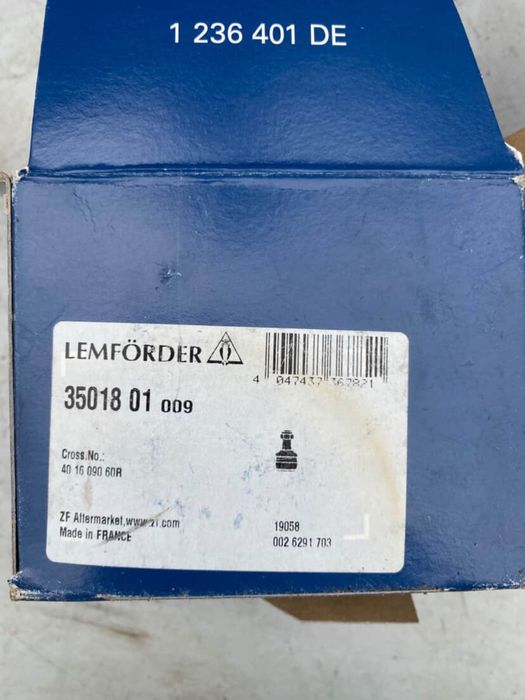 1 236 401 DE
LEMFÖRDER
4 047437 367821
35018 01 009
Cross.No.:
40 16 090 60R
ZF Aftermarket,www.zf.com
Made in FRANCE
19058
002 6291 703